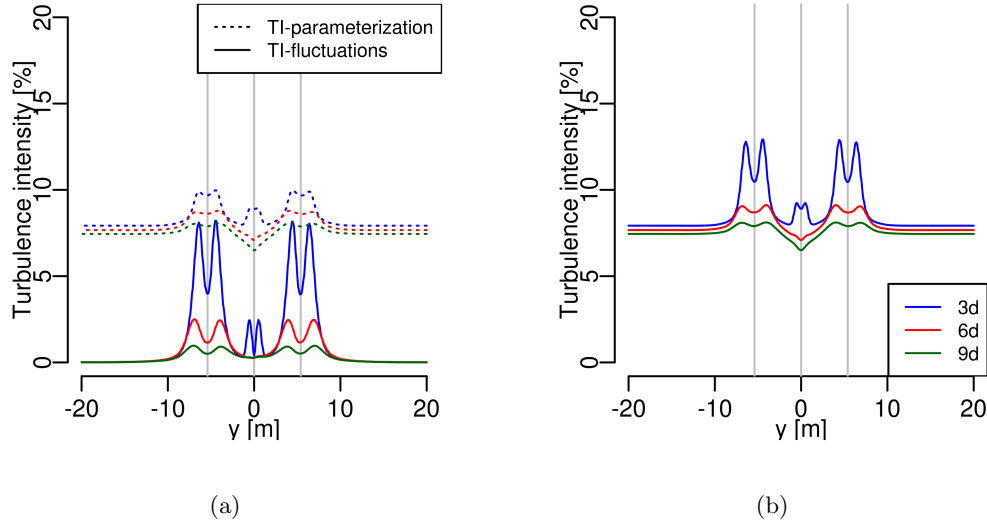 TI-parameterization
TI-fluctuations
Turbulence intensity [%]
0
5
10
15
20
-20
-10
0
10
20
y [m]
(a)
Turbulence intensity [%]
0
5
10
15
20
3d
6d
9d
-20
-10
0
10
20
y [m]
(b)